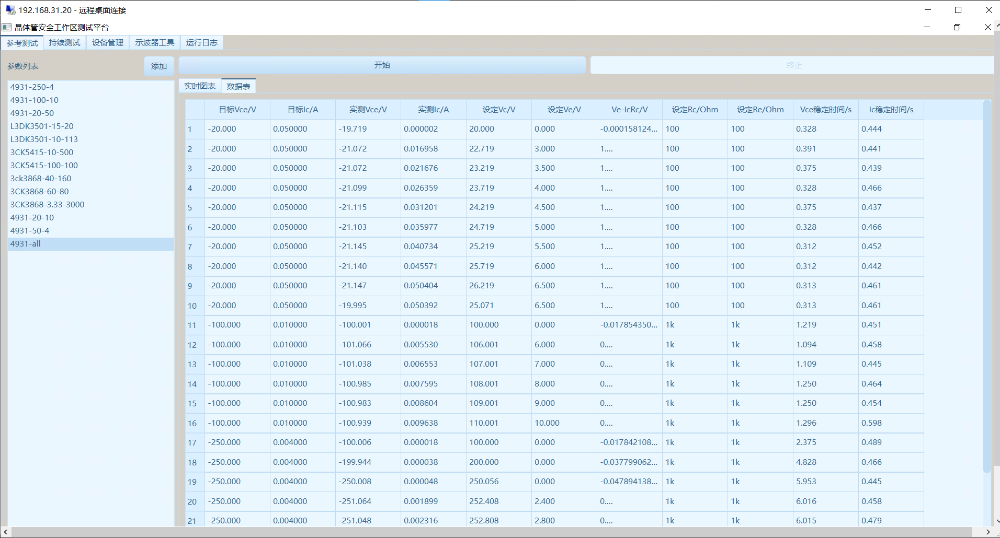 192.168.31.20 - 远程桌面连接
晶体管安全工作区测试平台
参考测试 持续测试 设备管理 示波器工具 运行日志
参数列表 添加 开始 终止
4931-250-4
4931-100-10
4931-20-50
L3DK3501-15-20
L3DK3501-10-113
3CK5415-10-500
3CK5415-100-100
3ck3868-40-160
3CK3868-60-80
3CK3868-3.33-3000
4931-20-10
4931-50-4
4931-all
实时图表 数据表
目标Vce/V 目标Ic/A 实测Vce/V 实测Ic/A 设定Vc/V 设定Ve/V Ve-IcRc/V 设定Rc/Ohm 设定Re/Ohm Vce稳定时间/s Ic稳定时间/s
1 -20.000 0.050000 -19.719 0.000002 20.000 0.000 -0.000158124... 100 100 0.328 0.444
2 -20.000 0.050000 -21.072 0.016958 22.719 3.000 1.... 100 100 0.391 0.441
3 -20.000 0.050000 -21.072 0.021676 23.219 3.500 1.... 100 100 0.375 0.439
4 -20.000 0.050000 -21.099 0.026359 23.719 4.000 1.... 100 100 0.328 0.466
5 -20.000 0.050000 -21.115 0.031201 24.219 4.500 1.... 100 100 0.375 0.437
6 -20.000 0.050000 -21.103 0.035977 24.719 5.000 1.... 100 100 0.328 0.466
7 -20.000 0.050000 -21.145 0.040734 25.219 5.500 1.... 100 100 0.312 0.452
8 -20.000 0.050000 -21.140 0.045571 25.719 6.000 1.... 100 100 0.312 0.442
9 -20.000 0.050000 -21.147 0.050404 26.219 6.500 1.... 100 100 0.313 0.461
10 -20.000 0.050000 -19.995 0.050392 25.071 6.500 1.... 100 100 0.313 0.461
11 -100.000 0.010000 -100.001 0.000018 100.000 0.000 -0.017854350... 1k 1k 1.219 0.451
12 -100.000 0.010000 -101.066 0.005530 106.001 6.000 0.... 1k 1k 1.094 0.458
13 -100.000 0.010000 -101.038 0.006553 107.001 7.000 0.... 1k 1k 1.109 0.445
14 -100.000 0.010000 -100.985 0.007595 108.001 8.000 0.... 1k 1k 1.250 0.464
15 -100.000 0.010000 -100.983 0.008604 109.001 9.000 0.... 1k 1k 1.250 0.454
16 -100.000 0.010000 -100.939 0.009638 110.001 10.000 0.... 1k 1k 1.296 0.598
17 -250.000 0.004000 -100.006 0.000018 100.000 0.000 -0.017842108... 1k 1k 2.375 0.489
18 -250.000 0.004000 -199.944 0.000038 200.000 0.000 -0.037799062... 1k 1k 4.828 0.466
19 -250.000 0.004000 -250.008 0.000048 250.056 0.000 -0.047894138... 1k 1k 5.953 0.445
20 -250.000 0.004000 -251.064 0.001899 252.408 2.400 0.... 1k 1k 6.016 0.458
21 -250.000 0.004000 -251.048 0.002316 252.808 2.800 0.... 1k 1k 6.015 0.479